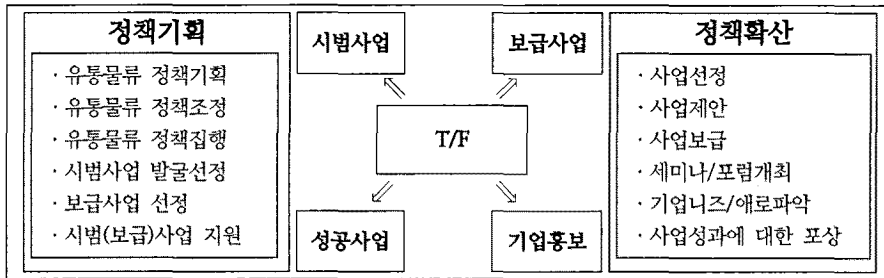 정책기획
· 유통물류 정책기획
· 유통물류 정책조정
· 유통물류 정책집행
· 시범사업 발굴선정
· 보급사업 선정
· 시범(보급)사업 지원
시범사업
보급사업
T/F
성공사업
기업홍보
정책확산
· 사업선정
· 사업제안
· 사업보급
· 세미나/포럼개최
· 기업니즈/애로파악
· 사업성과에 대한 포상